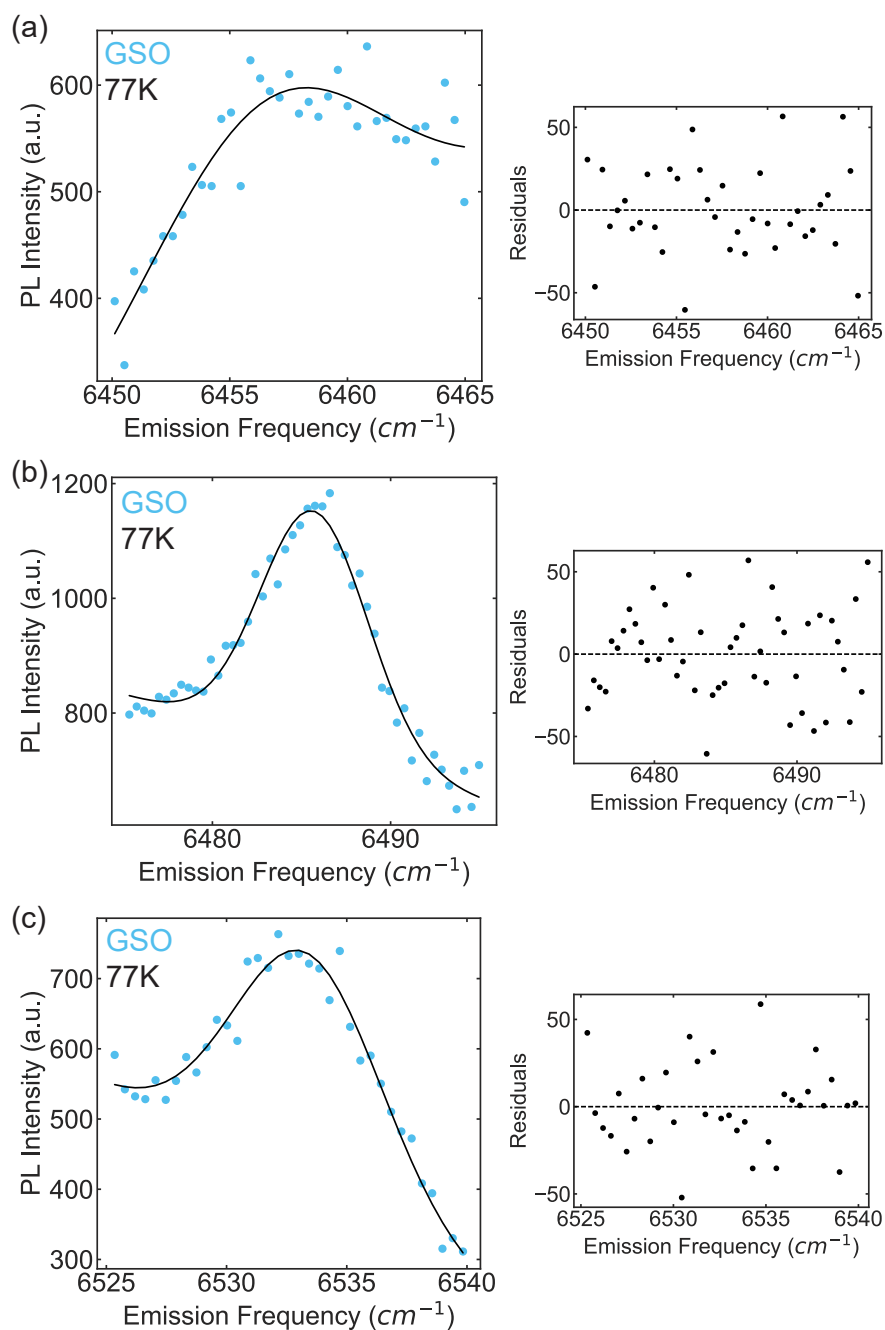 (a)
GSO
77K
600
500
400
PL Intensity (a.u.)
6450
6455
6460
6465
Emission Frequency (cm⁻¹)
50
0
−50
Residuals
6450
6455
6460
6465
Emission Frequency (cm⁻¹)
(b)
GSO
77K
1200
1000
800
PL Intensity (a.u.)
6480
6490
Emission Frequency (cm⁻¹)
50
0
−50
Residuals
6480
6490
Emission Frequency (cm⁻¹)
(c)
GSO
77K
700
600
500
400
300
PL Intensity (a.u.)
6525
6530
6535
6540
Emission Frequency (cm⁻¹)
50
0
−50
Residuals
6525
6530
6535
6540
Emission Frequency (cm⁻¹)